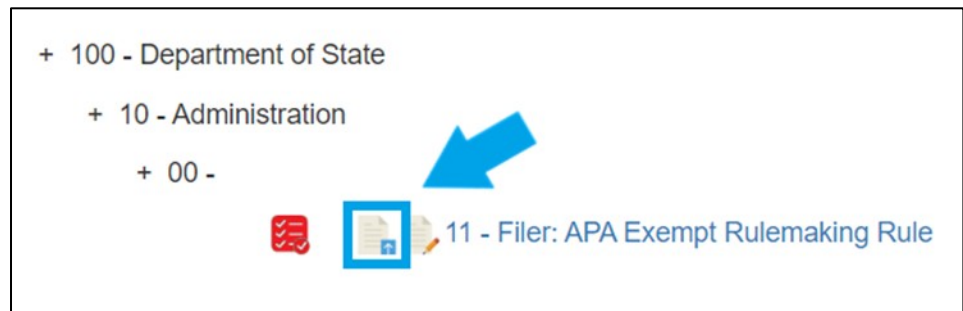 + 100 - Department of State
+ 10 - Administration
+ 00 -
11 - Filer: APA Exempt Rulemaking Rule